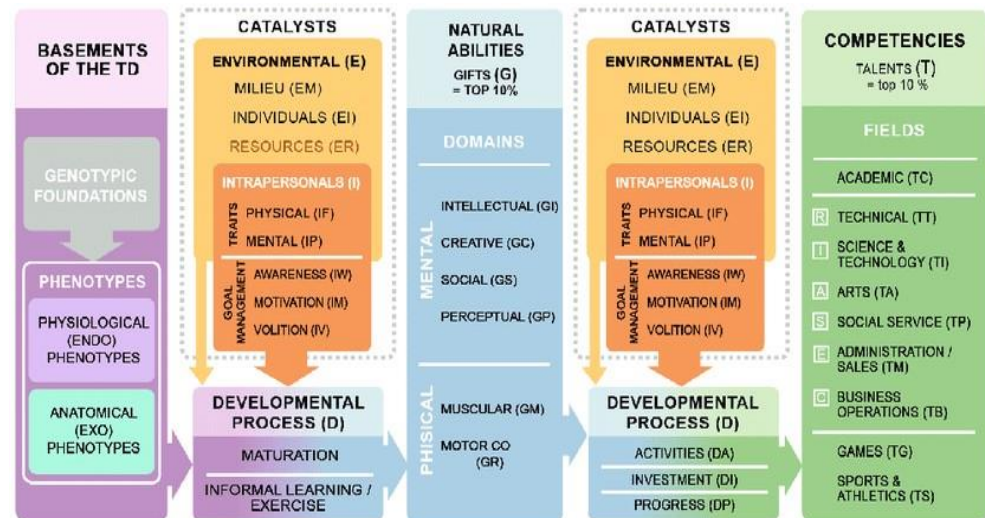 BASEMENTS
OF THE TD
GENOTYPIC
FOUNDATIONS
PHENOTYPES
PHYSIOLOGICAL
(ENDO)
PHENOTYPES
ANATOMICAL
(EXO)
PHENOTYPES
CATALYSTS
ENVIRONMENTAL (E)
MILIEU (EM)
INDIVIDUALS (EI)
RESOURCES (ER)
INTRAPERSONALS (I)
TRAITS
PHYSICAL (IF)
MENTAL (IP)
GOAL
MANAGEMENT
AWARENESS (IW)
MOTIVATION (IM)
VOLITION (IV)
DEVELOPMENTAL
PROCESS (D)
MATURATION
INFORMAL LEARNING /
EXERCISE
NATURAL
ABILITIES
GIFTS (G)
= TOP 10%
DOMAINS
MENTAL
INTELLECTUAL (GI)
CREATIVE (GC)
SOCIAL (GS)
PERCEPTUAL (GP)
PHISICAL
MUSCULAR (GM)
MOTOR CO
(GR)
CATALYSTS
ENVIRONMENTAL (E)
MILIEU (EM)
INDIVIDUALS (EI)
RESOURCES (ER)
INTRAPERSONALS (I)
TRAITS
PHYSICAL (IF)
MENTAL (IP)
GOAL
MANAGEMENT
AWARENESS (IW)
MOTIVATION (IM)
VOLITION (IV)
DEVELOPMENTAL
PROCESS (D)
ACTIVITIES (DA)
INVESTMENT (DI)
PROGRESS (DP)
COMPETENCIES
TALENTS (T)
= top 10 %
FIELDS
ACADEMIC (TC)
R TECHNICAL (TT)
I SCIENCE &
TECHNOLOGY (TI)
A ARTS (TA)
S SOCIAL SERVICE (TP)
E ADMINISTRATION /
SALES (TM)
C BUSINESS
OPERATIONS (TB)
GAMES (TG)
SPORTS &
ATHLETICS (TS)